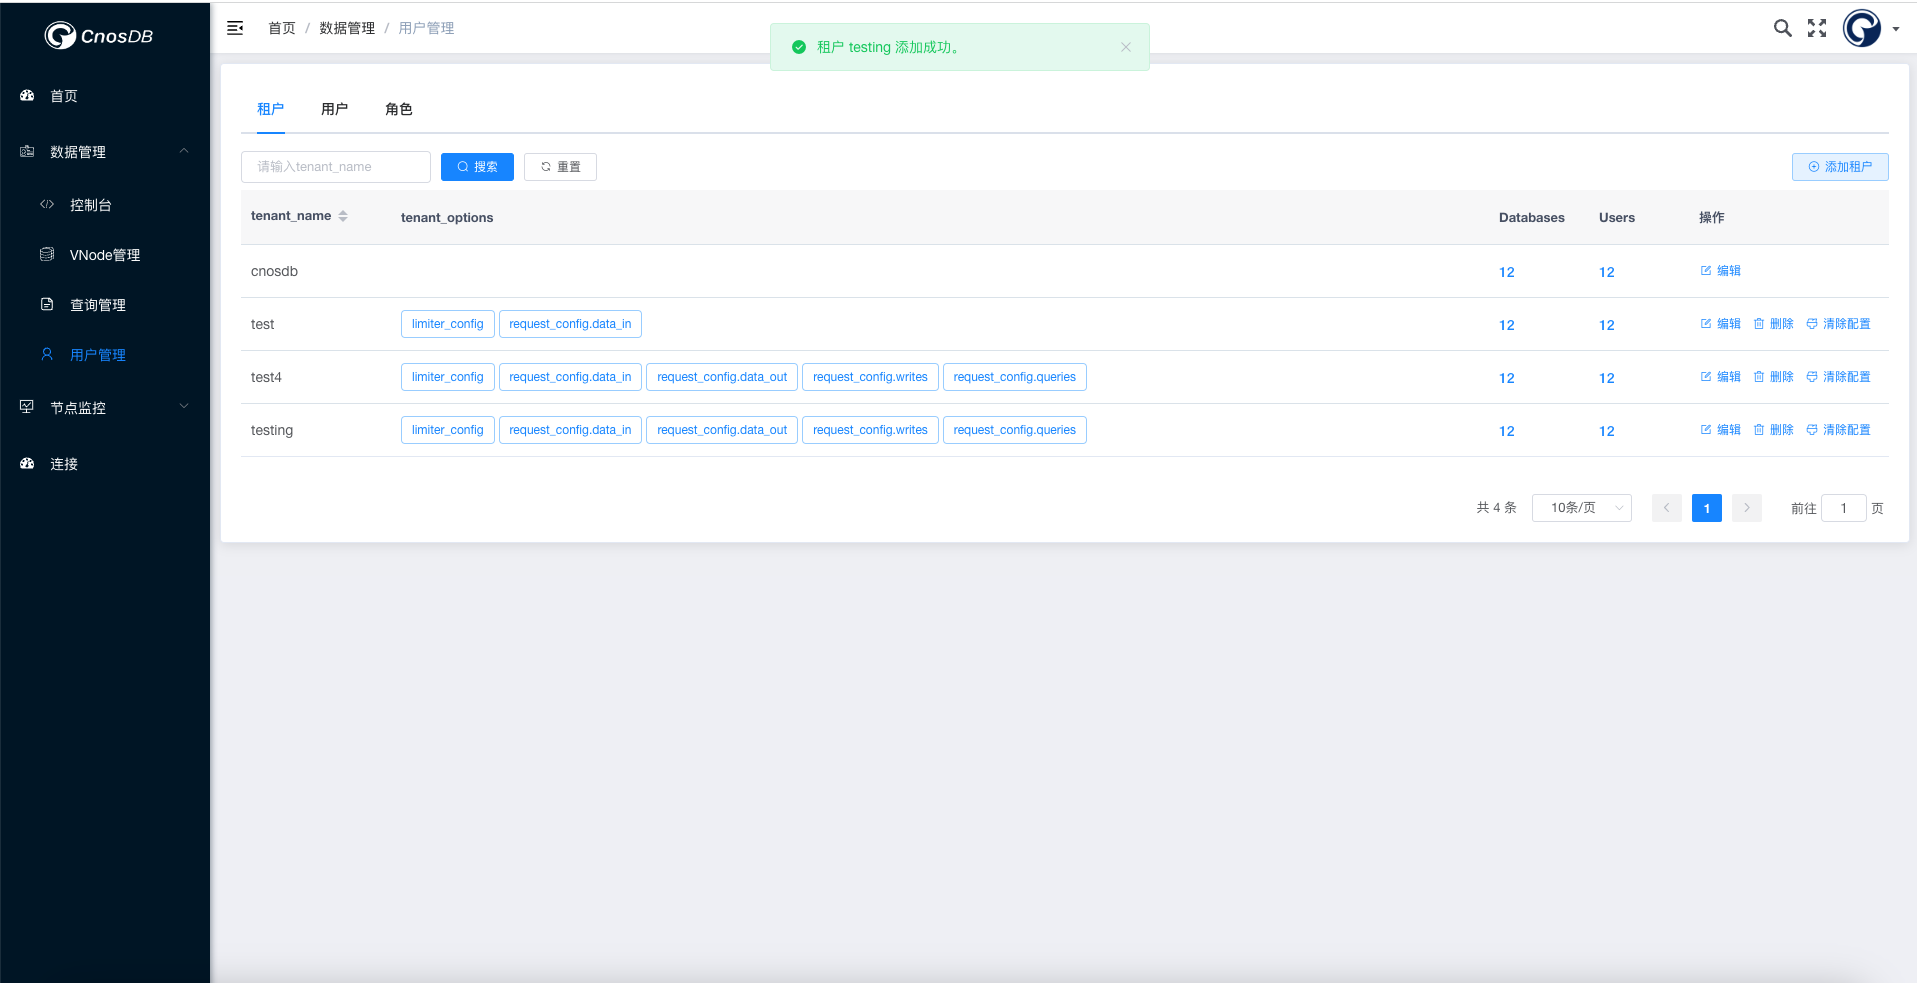 CnosDB
首页
数据管理
控制台
VNode管理
查询管理
用户管理
节点监控
连接
首页 / 数据管理 / 用户管理
租户 testing 添加成功。
租户 用户 角色
请输入tenant_name 搜索 重置 添加租户
tenant_name tenant_options Databases Users 操作
cnosdb 12 12 编辑
test limiter_config request_config.data_in 12 12 编辑 删除 清除配置
test4 limiter_config request_config.data_in request_config.data_out request_config.writes request_config.queries 12 12 编辑 删除 清除配置
testing limiter_config request_config.data_in request_config.data_out request_config.writes request_config.queries 12 12 编辑 删除 清除配置
共 4 条 10条/页 1 前往 1 页